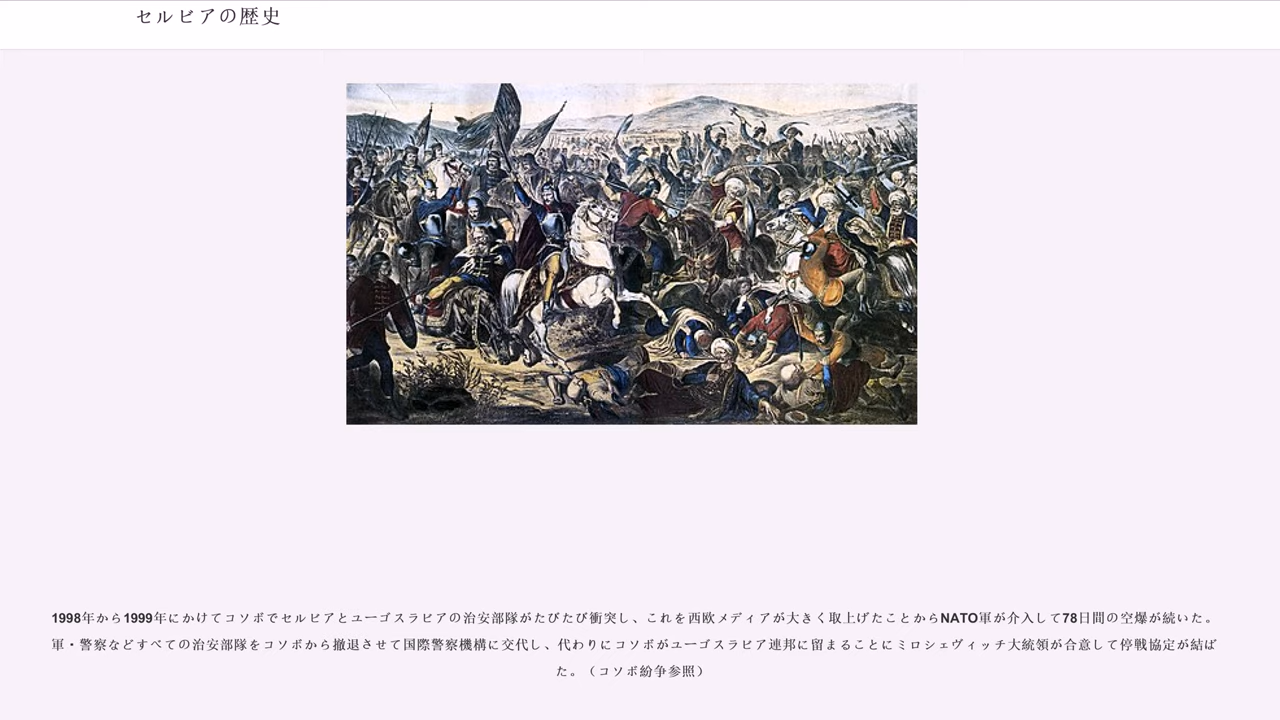 セルビアの歴史
1998年から1999年にかけてコソボでセルビアとユーゴスラビアの治安部隊がたびたび衝突し、これを西欧メディアが大きく取上げたことからNATO軍が介入して78日間の空爆が続いた。
軍・警察などすべての治安部隊をコソボから撤退させて国際警察機構に交代し、代わりにコソボがユーゴスラビア連邦に留まることにミロシェヴィッチ大統領が合意して停戦協定が結ば
た。（コソボ紛争参照）